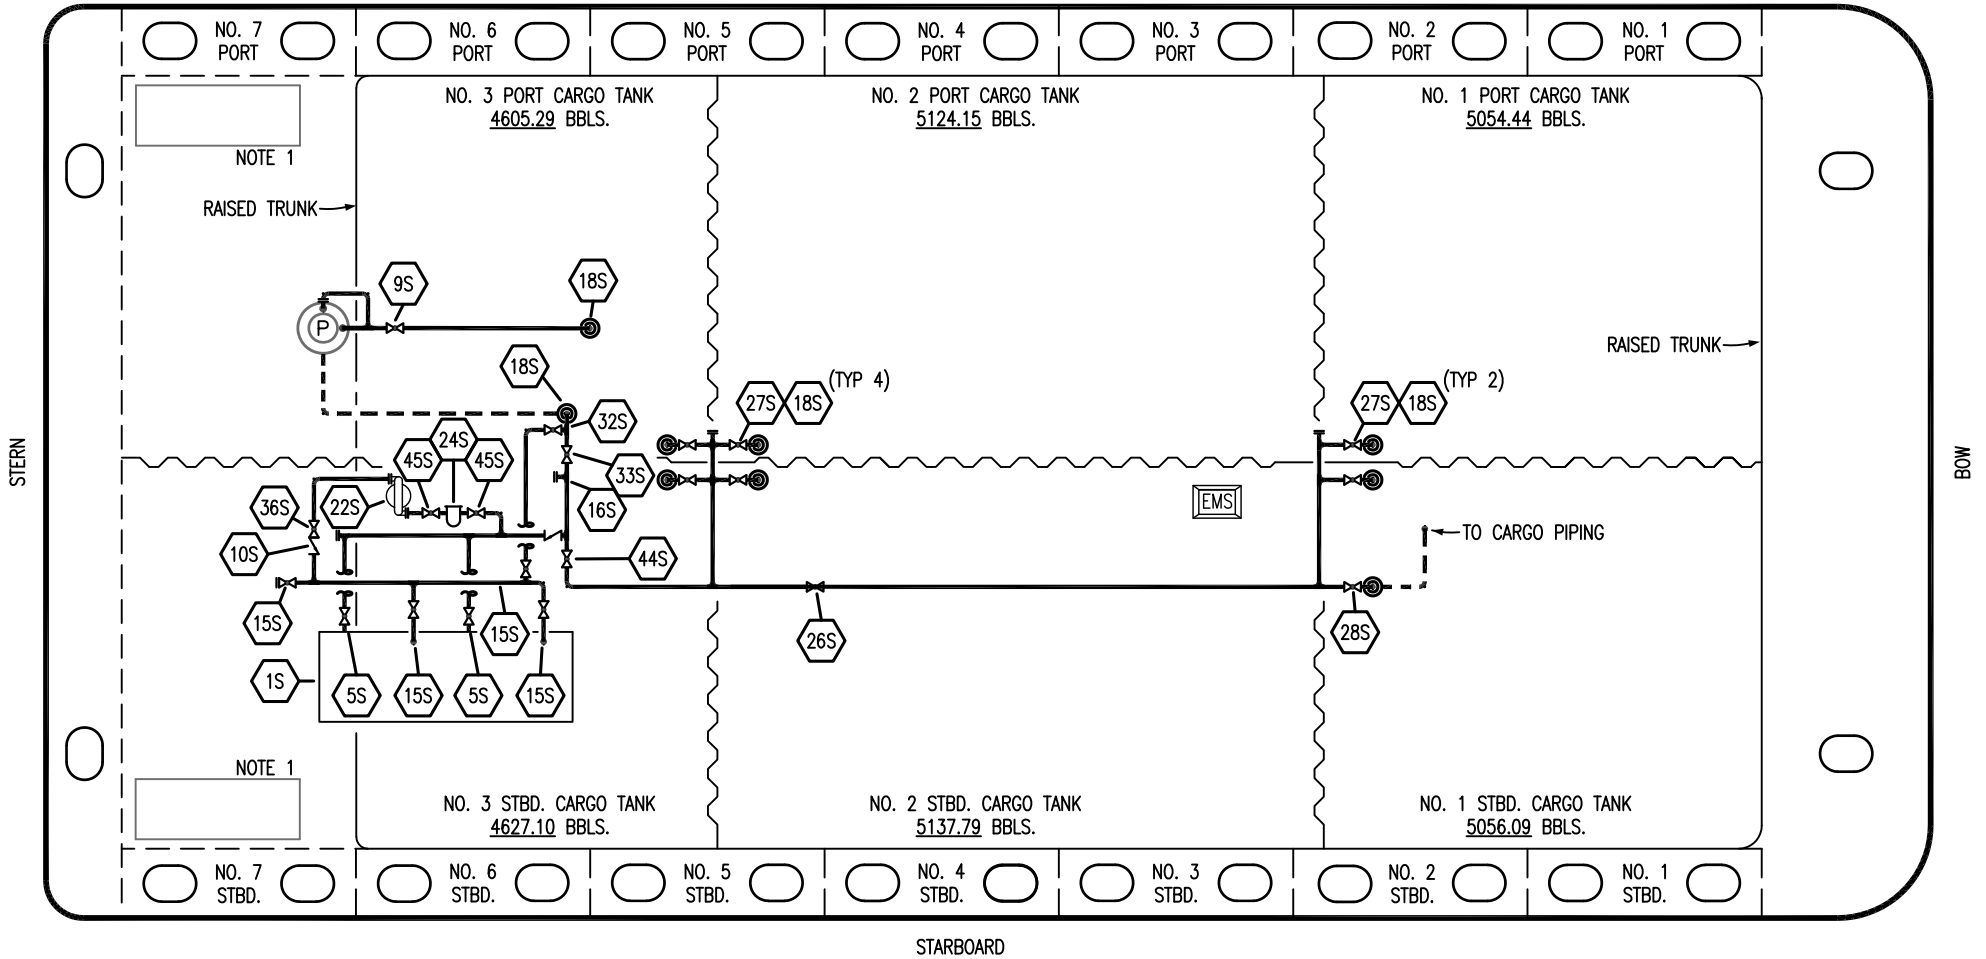 NO. 7
PORT
NO. 6
PORT
NO. 5
PORT
NO. 4
PORT
NO. 3
PORT
NO. 2
PORT
NO. 1
PORT
NO. 3 PORT CARGO TANK
4605.29 BBLS.
NO. 2 PORT CARGO TANK
5124.15 BBLS.
NO. 1 PORT CARGO TANK
5054.44 BBLS.
NOTE 1
RAISED TRUNK
9S
18S
P
RAISED TRUNK
18S
(TYP 4)
(TYP 2)
27S
18S
27S
18S
32S
24S
45S
45S
33S
STERN
BOW
36S
22S
16S
EMS
10S
44S
TO CARGO PIPING
15S
15S
26S
28S
1S
5S
15S
5S
15S
NOTE 1
NO. 3 STBD. CARGO TANK
4627.10 BBLS.
NO. 2 STBD. CARGO TANK
5137.79 BBLS.
NO. 1 STBD. CARGO TANK
5056.09 BBLS.
NO. 7
STBD.
NO. 6
STBD.
NO. 5
STBD.
NO. 4
STBD.
NO. 3
STBD.
NO. 2
STBD.
NO. 1
STBD.
STARBOARD